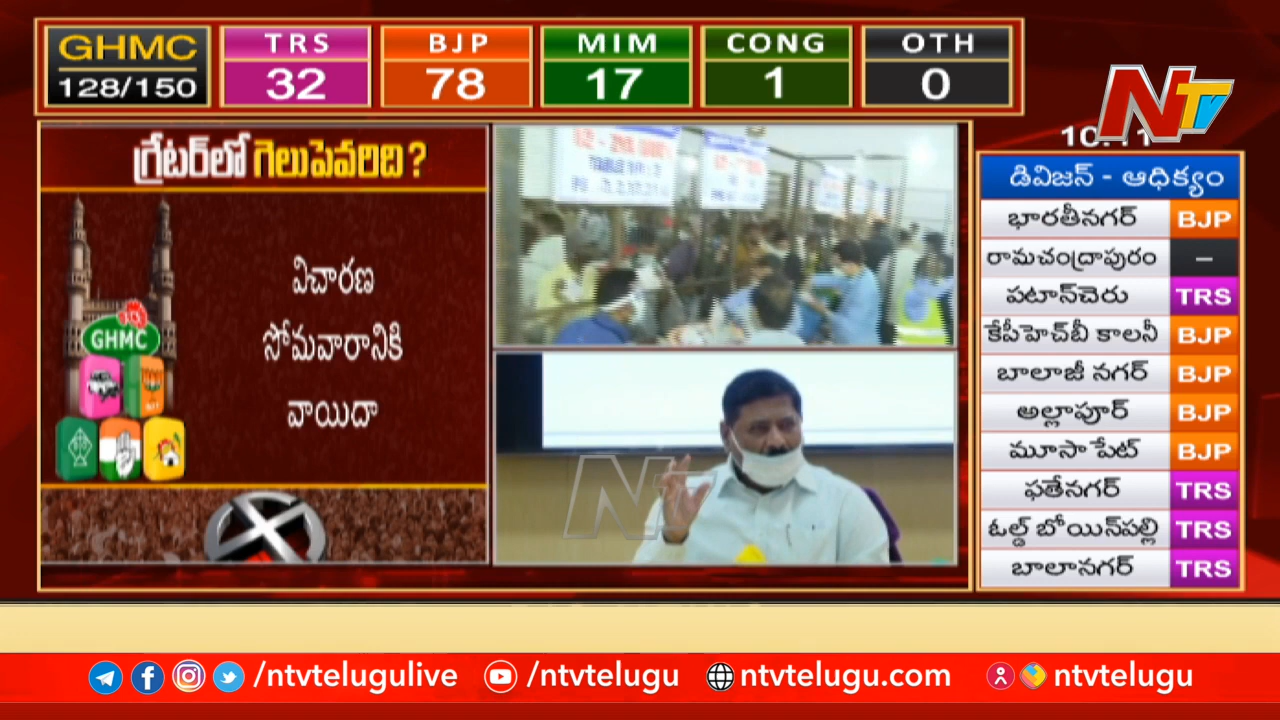 GHMC
128/150
TRS
32
BJP
78
MIM
17
CONG
1
OTH
0
NTV
గ్రేటర్‌లో గెలుపెవరిది?
విచారణ
సోమవారానికి
వాయిదా
GHMC
డివిజన్ - ఆధిక్యం
భారతీనగర్ BJP
రామచంద్రాపురం –
పటాన్‌చెరు TRS
కేపీహెచ్‌బీ కాలనీ BJP
బాలాజీ నగర్ BJP
అల్లాపూర్ BJP
మూసాపేట్ BJP
ఫతేనగర్ TRS
ఓల్డ్ బోయిన్‌పల్లి TRS
బాలానగర్ TRS
/ntvtelugulive /ntvtelugu ntvtelugu.com ntvtelugu